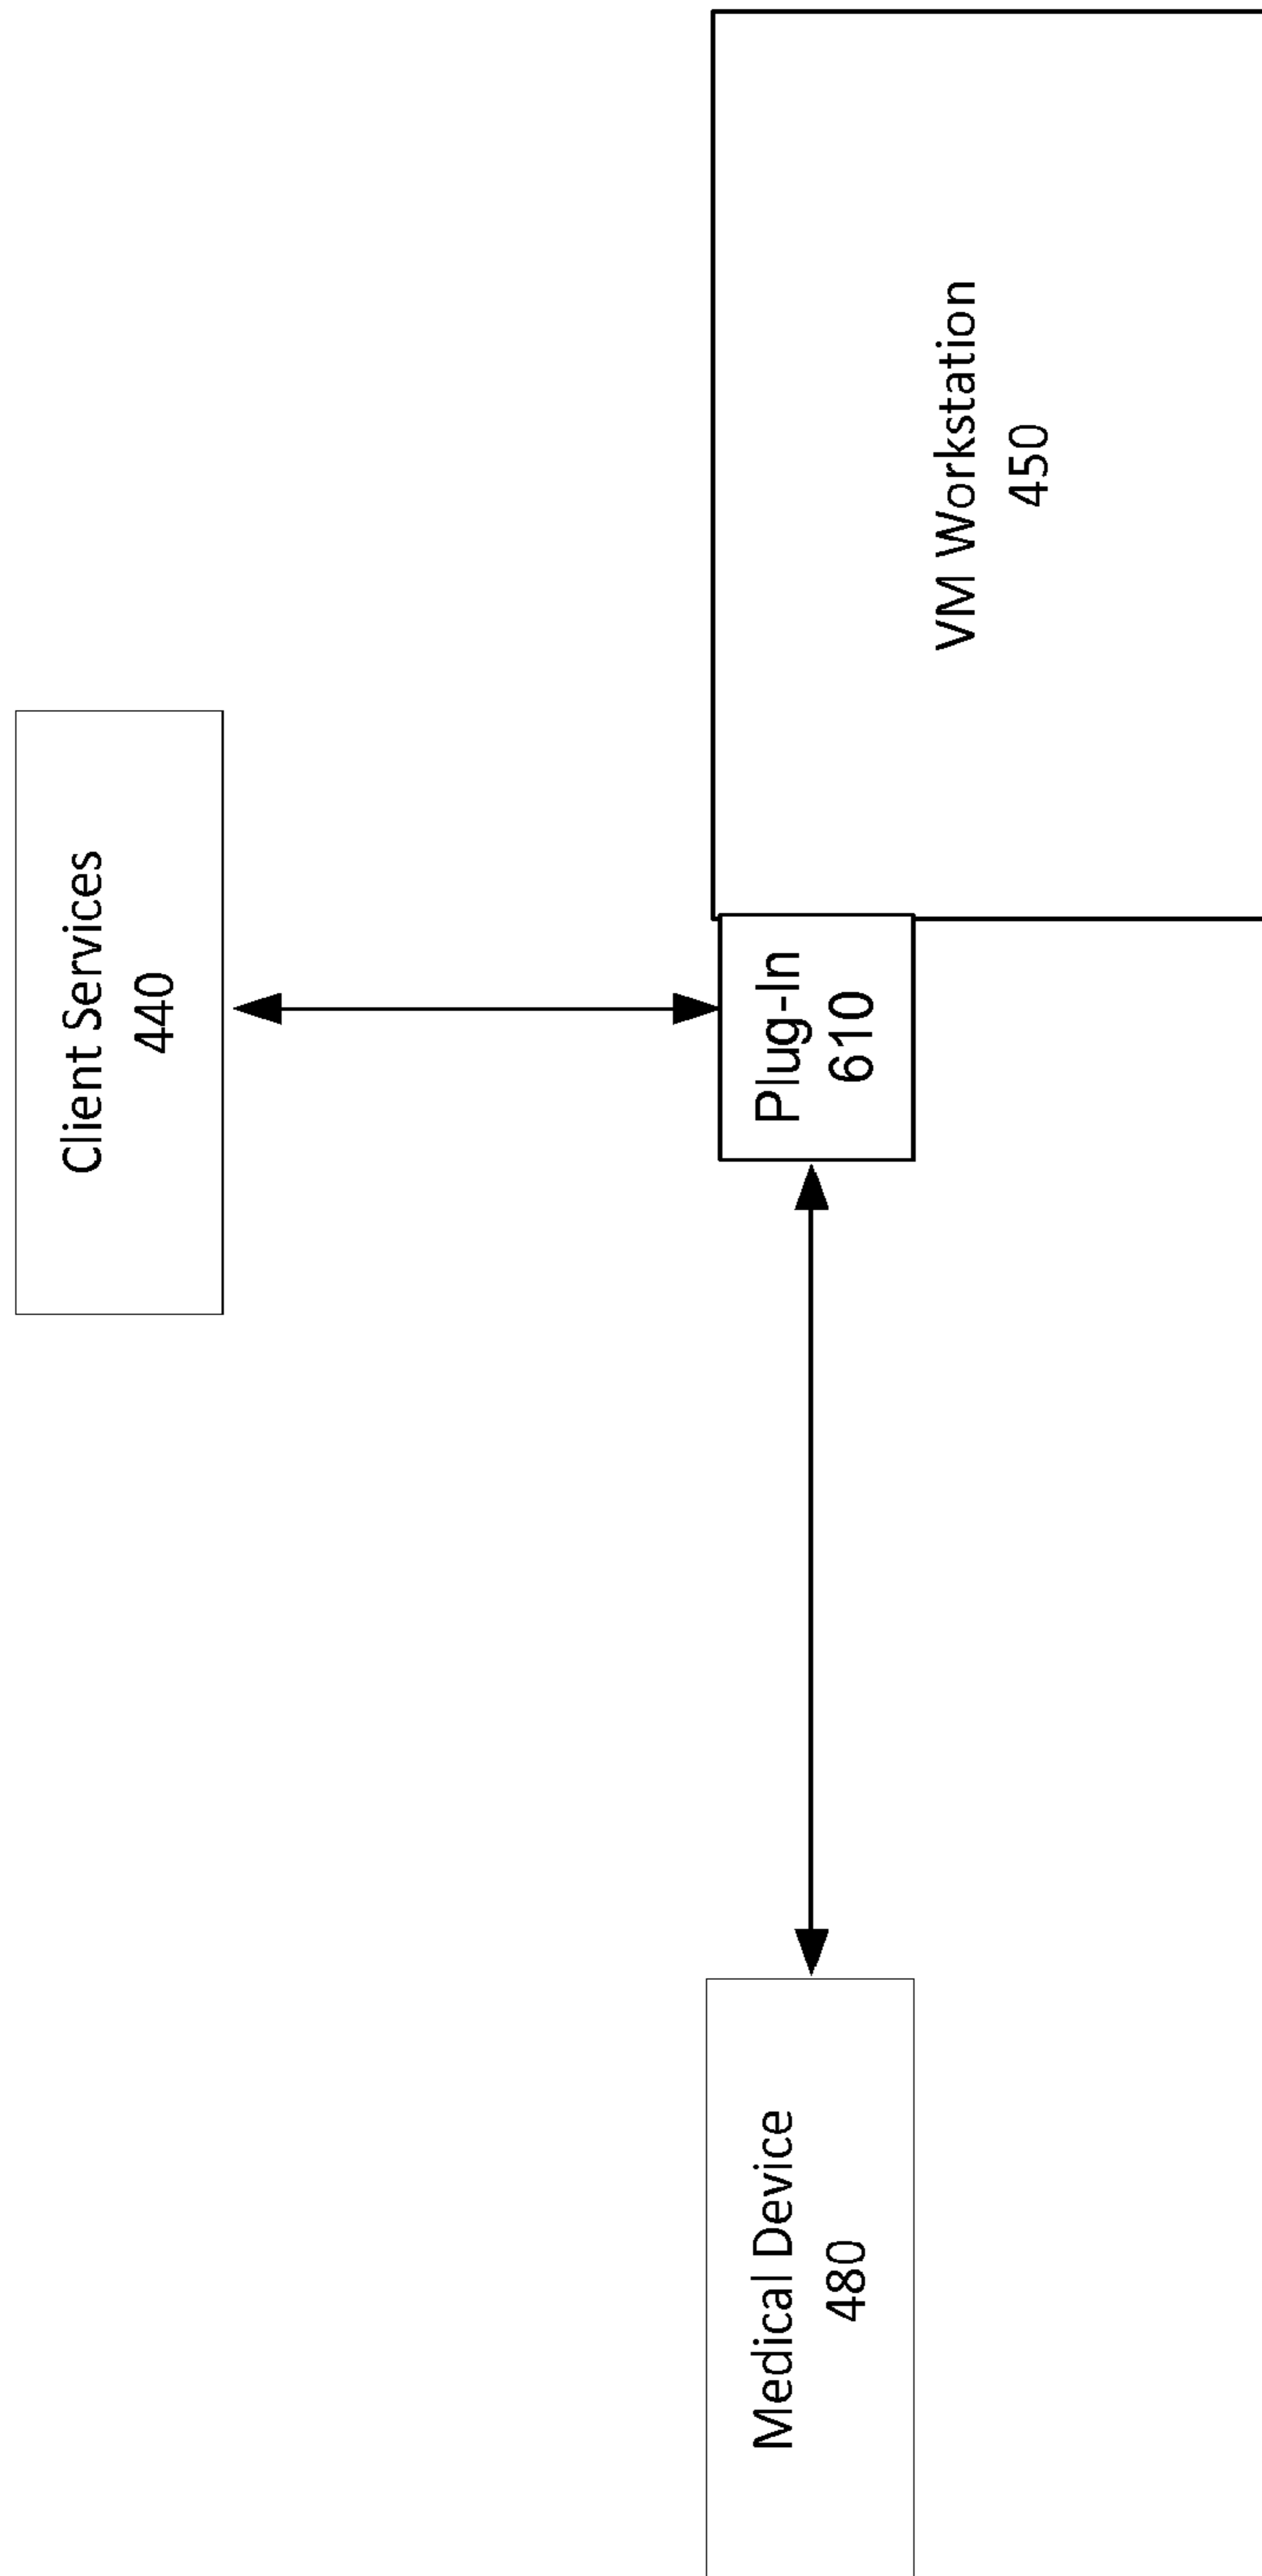 Client Services
440
Medical Device
480
Plug-In
610
VM Workstation
450